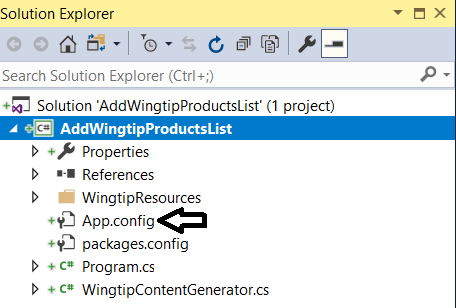 Solution Explorer
Search Solution Explorer (Ctrl+;)
Solution 'AddWingtipProductsList' (1 project)
C# AddWingtipProductsList
Properties
References
WingtipResources
App.config
packages.config
C# Program.cs
C# WingtipContentGenerator.cs